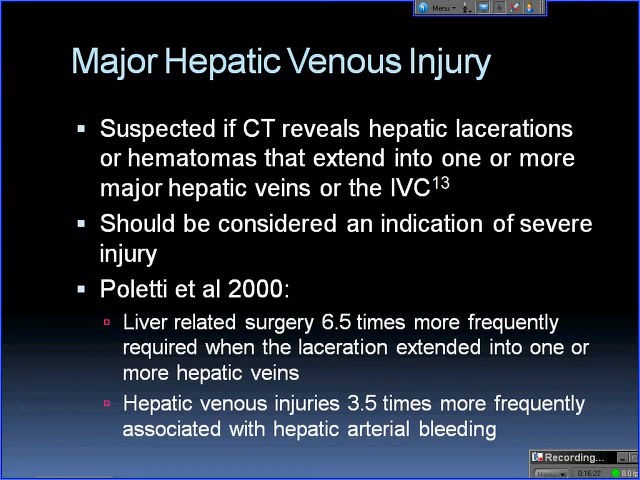 Menu
Major Hepatic Venous Injury
Suspected if CT reveals hepatic lacerations
or hematomas that extend into one or more
major hepatic veins or the IVC13
Should be considered an indication of severe
injury
Poletti et al 2000:
Liver related surgery 6.5 times more frequently
required when the laceration extended into one or
more hepatic veins
Hepatic venous injuries 3.5 times more frequently
associated with hepatic arterial bleeding
Recording...
Menu